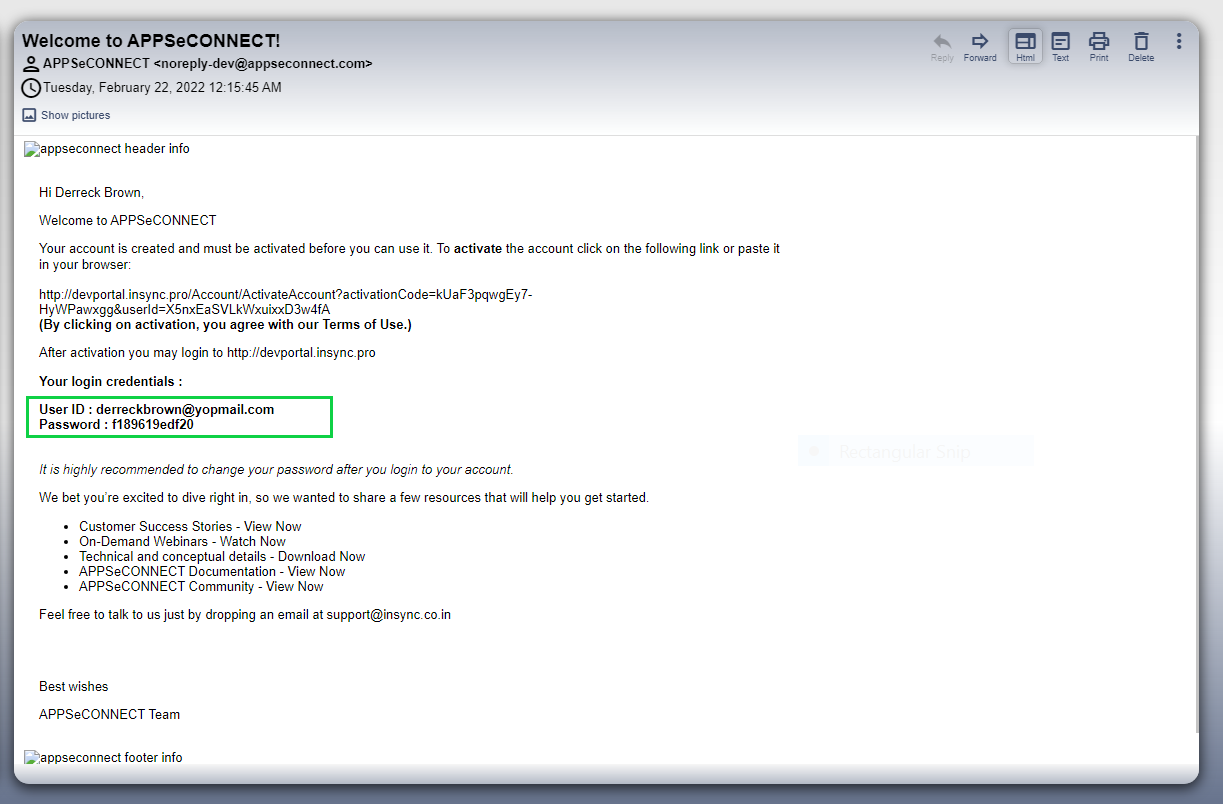 Welcome to APPSeCONNECT!
APPSeCONNECT <noreply-dev@appseconnect.com>
Tuesday, February 22, 2022 12:15:45 AM
Show pictures
Reply Forward Html Text Print Delete
appseconnect header info
Hi Derreck Brown,
Welcome to APPSeCONNECT
Your account is created and must be activated before you can use it. To activate the account click on the following link or paste it
in your browser:
http://devportal.insync.pro/Account/ActivateAccount?activationCode=kUaF3pqwgEy7-
HyWPawxgg&userId=X5nxEaSVLkWxuixxD3w4fA
(By clicking on activation, you agree with our Terms of Use.)
After activation you may login to http://devportal.insync.pro
Your login credentials :
User ID : derreckbrown@yopmail.com
Password : f189619edf20
Rectangular Snip
It is highly recommended to change your password after you login to your account.
We bet you're excited to dive right in, so we wanted to share a few resources that will help you get started.
• Customer Success Stories - View Now
• On-Demand Webinars - Watch Now
• Technical and conceptual details - Download Now
• APPSeCONNECT Documentation - View Now
• APPSeCONNECT Community - View Now
Feel free to talk to us just by dropping an email at support@insync.co.in
Best wishes
APPSeCONNECT Team
appseconnect footer info